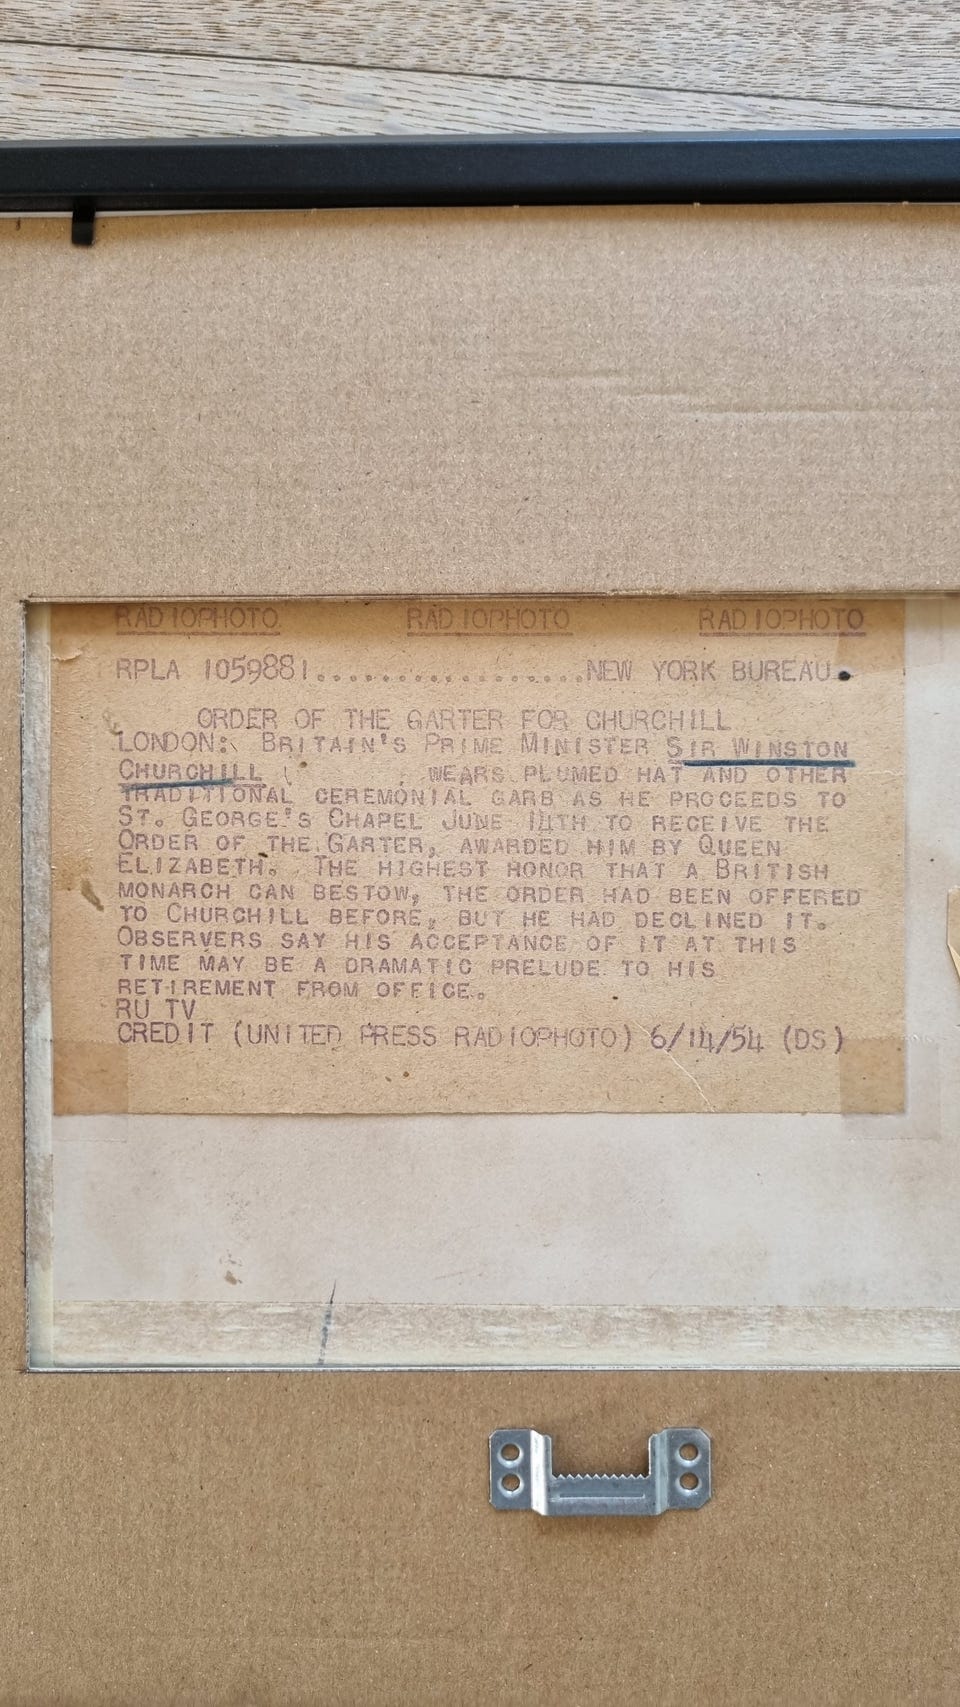 RADIOPHOTO RADIOPHOTO RADIOPHOTO
RPLA 1059881..................NEW YORK BUREAU.
ORDER OF THE GARTER FOR CHURCHILL
LONDON: BRITAIN'S PRIME MINISTER SIR WINSTON
CHURCHILL ( , WEARS PLUMED HAT AND OTHER
TRADITIONAL CEREMONIAL GARB AS HE PROCEEDS TO
ST. GEORGE'S CHAPEL JUNE 14TH TO RECEIVE THE
ORDER OF THE GARTER, AWARDED HIM BY QUEEN
ELIZABETH. THE HIGHEST HONOR THAT A BRITISH
MONARCH CAN BESTOW, THE ORDER HAD BEEN OFFERED
TO CHURCHILL BEFORE, BUT HE HAD DECLINED IT.
OBSERVERS SAY HIS ACCEPTANCE OF IT AT THIS
TIME MAY BE A DRAMATIC PRELUDE TO HIS
RETIREMENT FROM OFFICE.
RU TV
CREDIT (UNITED PRESS RADIOPHOTO) 6/14/54 (DS)